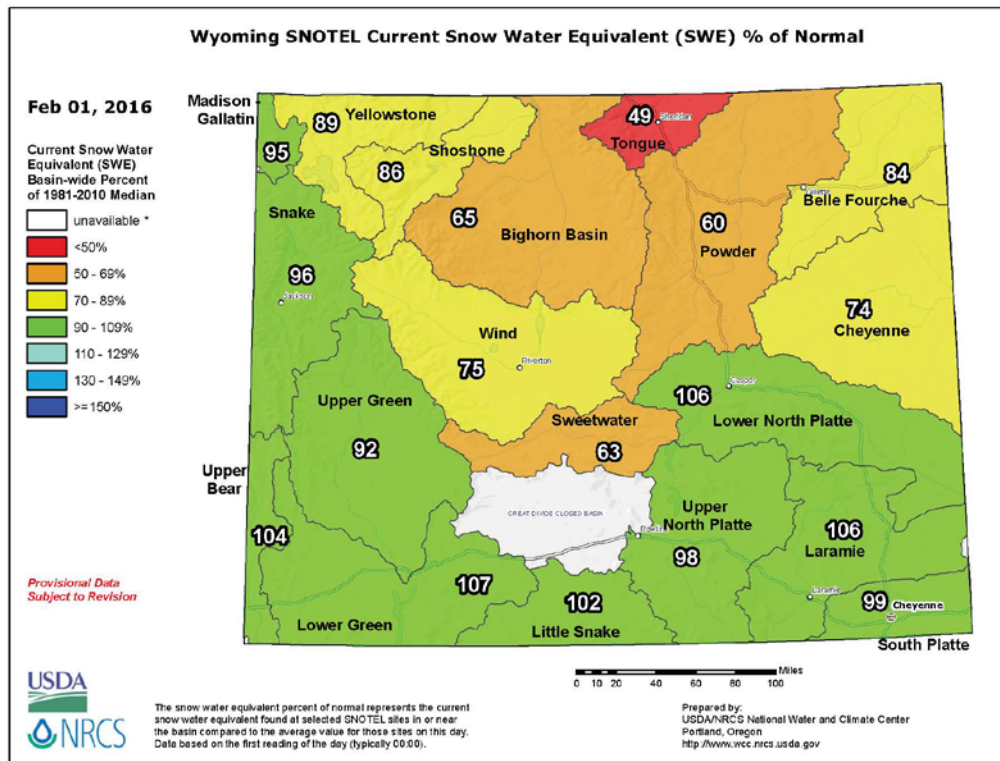 Wyoming SNOTEL Current Snow Water Equivalent (SWE) % of Normal
Feb 01, 2016
Current Snow Water
Equivalent (SWE)
Basin-wide Percent
of 1981-2010 Median
unavailable *
<50%
50 - 69%
70 - 89%
90 - 109%
110 - 129%
130 - 149%
>= 150%
Provisional Data
Subject to Revision
Madison
Gallatin
95
89
Yellowstone
Shoshone
86
49
Sheridan
Tongue
84
Belle Fourche
Snake
96
Jackson
65
Bighorn Basin
60
Powder
74
Cheyenne
Wind
75
Riverton
Casper
106
Lower North Platte
Upper Green
92
Sweetwater
63
Upper
Bear
104
GREAT DIVIDE CLOSED BASIN
Upper
North Platte
98
106
Laramie
Laramie
107
Lower Green
102
Little Snake
99
Cheyenne
South Platte
Miles
0 10 20 40 60 80 100
USDA
NRCS
The snow water equivalent percent of normal represents the current
snow water equivalent found at selected SNOTEL sites in or near
the basin compared to the average value for those sites on this day.
Data based on the first reading of the day (typically 00:00).
Prepared by:
USDA/NRCS National Water and Climate Center
Portland, Oregon
http://www.wcc.nrcs.usda.gov